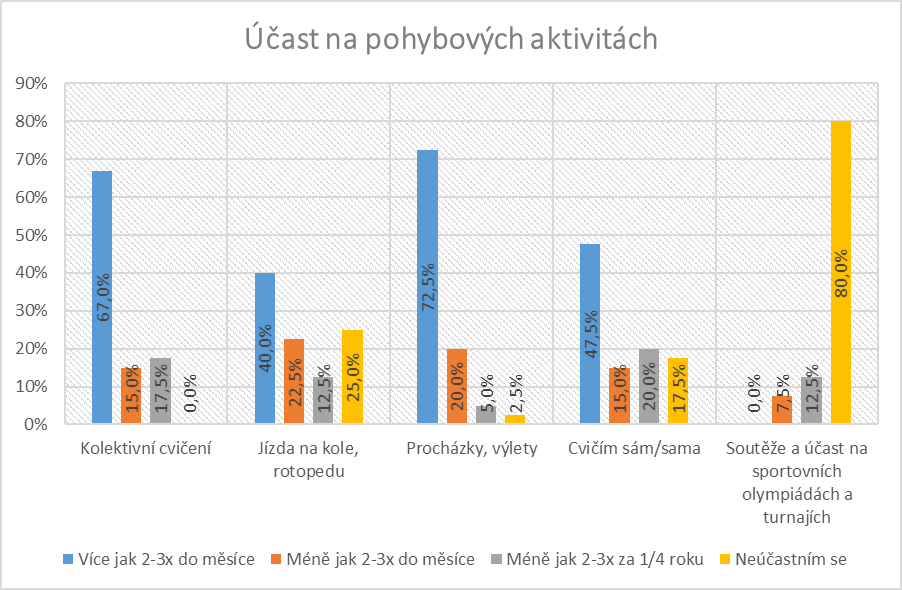 Účast na pohybových aktivitách
90%
80%
70%
60%
50%
40%
30%
20%
10%
0%
67,0% 15,0% 17,5% 0,0%
40,0% 22,5% 12,5% 25,0%
72,5% 20,0% 5,0% 2,5%
47,5% 15,0% 20,0% 17,5%
0,0% 7,5% 12,5% 80,0%
Kolektivní cvičení
Jízda na kole,
rotopedu
Procházky, výlety
Cvičím sám/sama
Soutěže a účast na
sportovních
olympiádách a
turnajích
Více jak 2-3x do měsíce Méně jak 2-3x do měsíce Méně jak 2-3x za 1/4 roku Neúčastním se